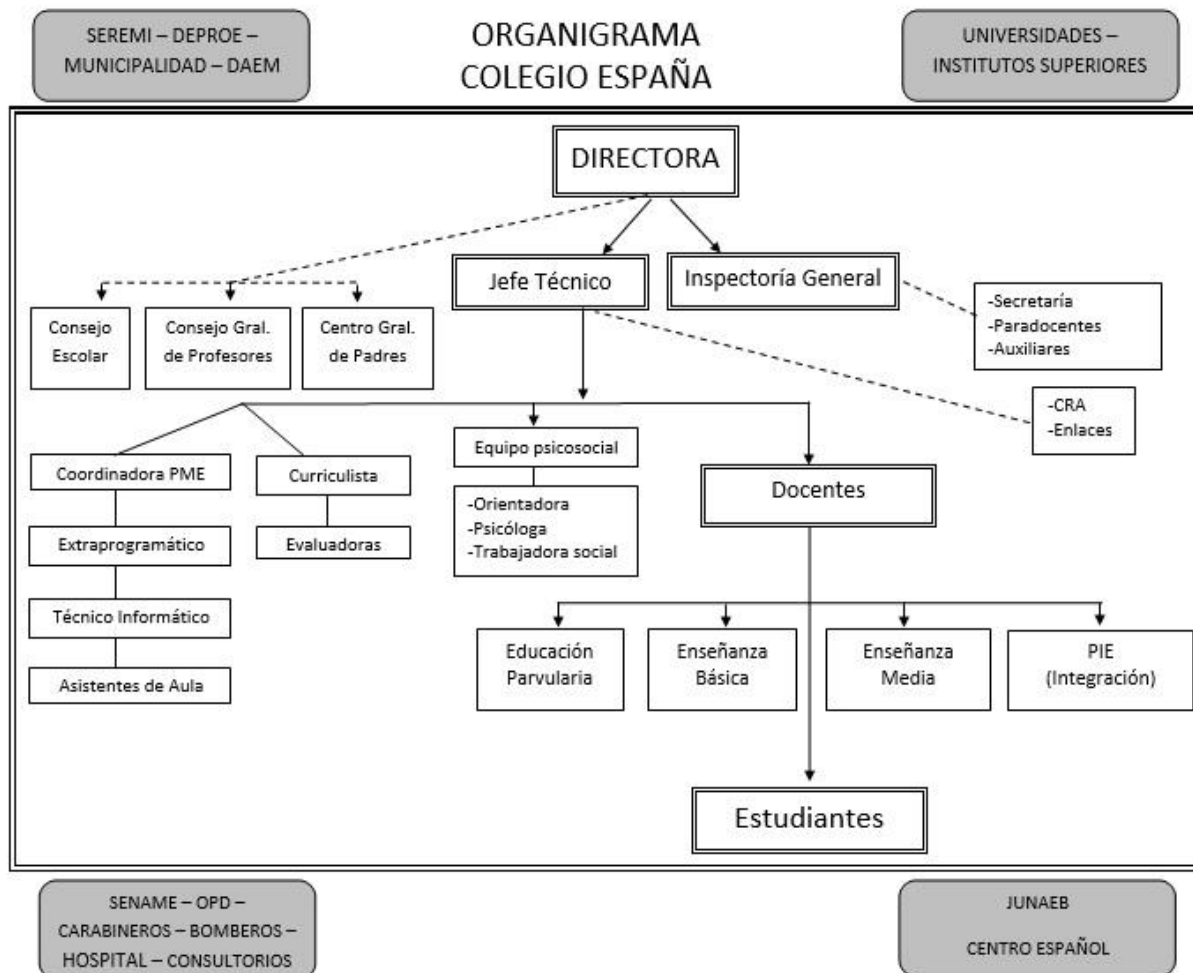 SEREMI – DEPROE –
MUNICIPALIDAD – DAEM
ORGANIGRAMA
COLEGIO ESPAÑA
UNIVERSIDADES –
INSTITUTOS SUPERIORES
DIRECTORA
Jefe Técnico
Inspectoría General
-Secretaría
-Paradocentes
-Auxiliares
Consejo
Escolar
Consejo Gral.
de Profesores
Centro Gral.
de Padres
-CRA
-Enlaces
Coordinadora PME
Curriculista
Equipo psicosocial
Docentes
-Orientadora
-Psicóloga
-Trabajadora social
Extraprogramático
Evaluadoras
Técnico Informático
Asistentes de Aula
Educación
Parvularia
Enseñanza
Básica
Enseñanza
Media
PIE
(Integración)
Estudiantes
SENAME – OPD –
CARABINEROS – BOMBEROS –
HOSPITAL – CONSULTORIOS
JUNAEB
CENTRO ESPAÑOL